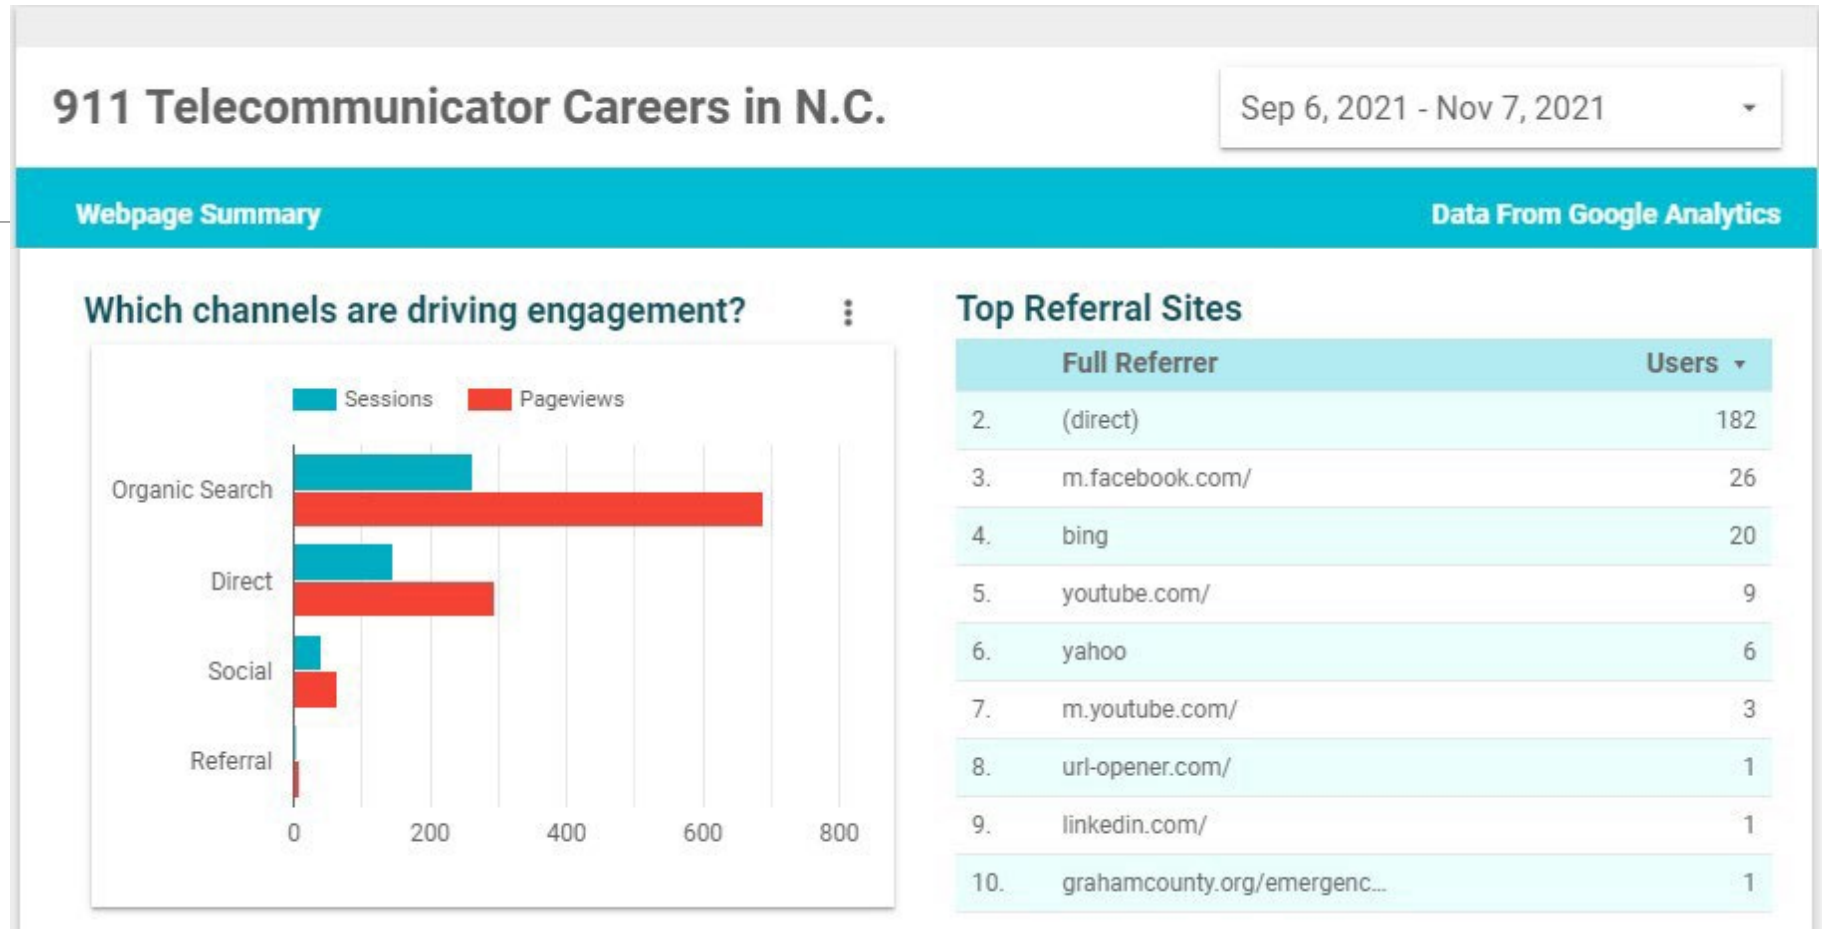 911 Telecommunicator Careers in N.C.
Sep 6, 2021 - Nov 7, 2021
Webpage Summary
Data From Google Analytics
Which channels are driving engagement?
Sessions
Pageviews
Organic Search
Direct
Social
Referral
0 200 400 600 800
Top Referral Sites
Full Referrer Users
2. (direct) 182
3. m.facebook.com/ 26
4. bing 20
5. youtube.com/ 9
6. yahoo 6
7. m.youtube.com/ 3
8. url-opener.com/ 1
9. linkedin.com/ 1
10. grahamcounty.org/emergenc... 1